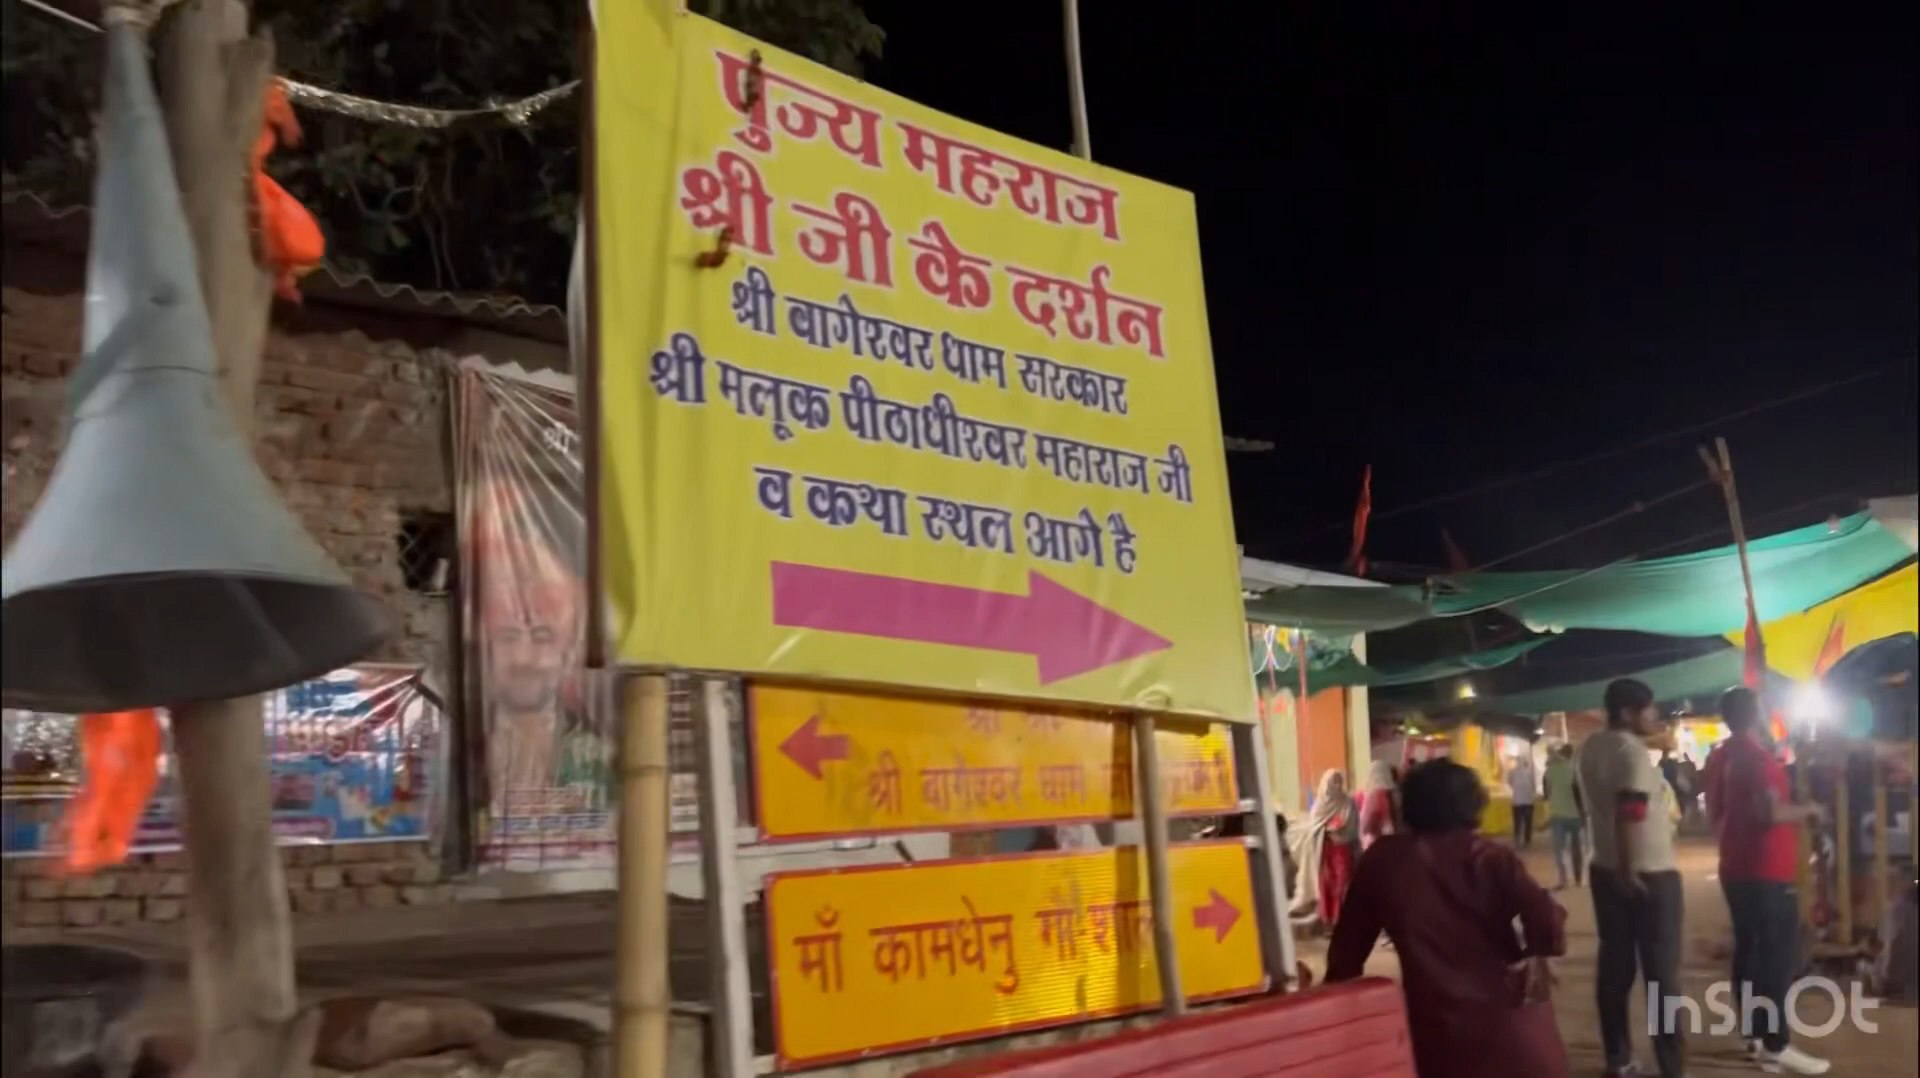 पुज्य महराज
श्री जी के दर्शन
श्री वागेश्वर धाम सरकार
श्री मलूक पीठाधीश्वर महाराज जी
व कथा स्थल आगे है
श्री वागेश्वर धाम
माँ कामधेनु गौ-शाल
InShOt